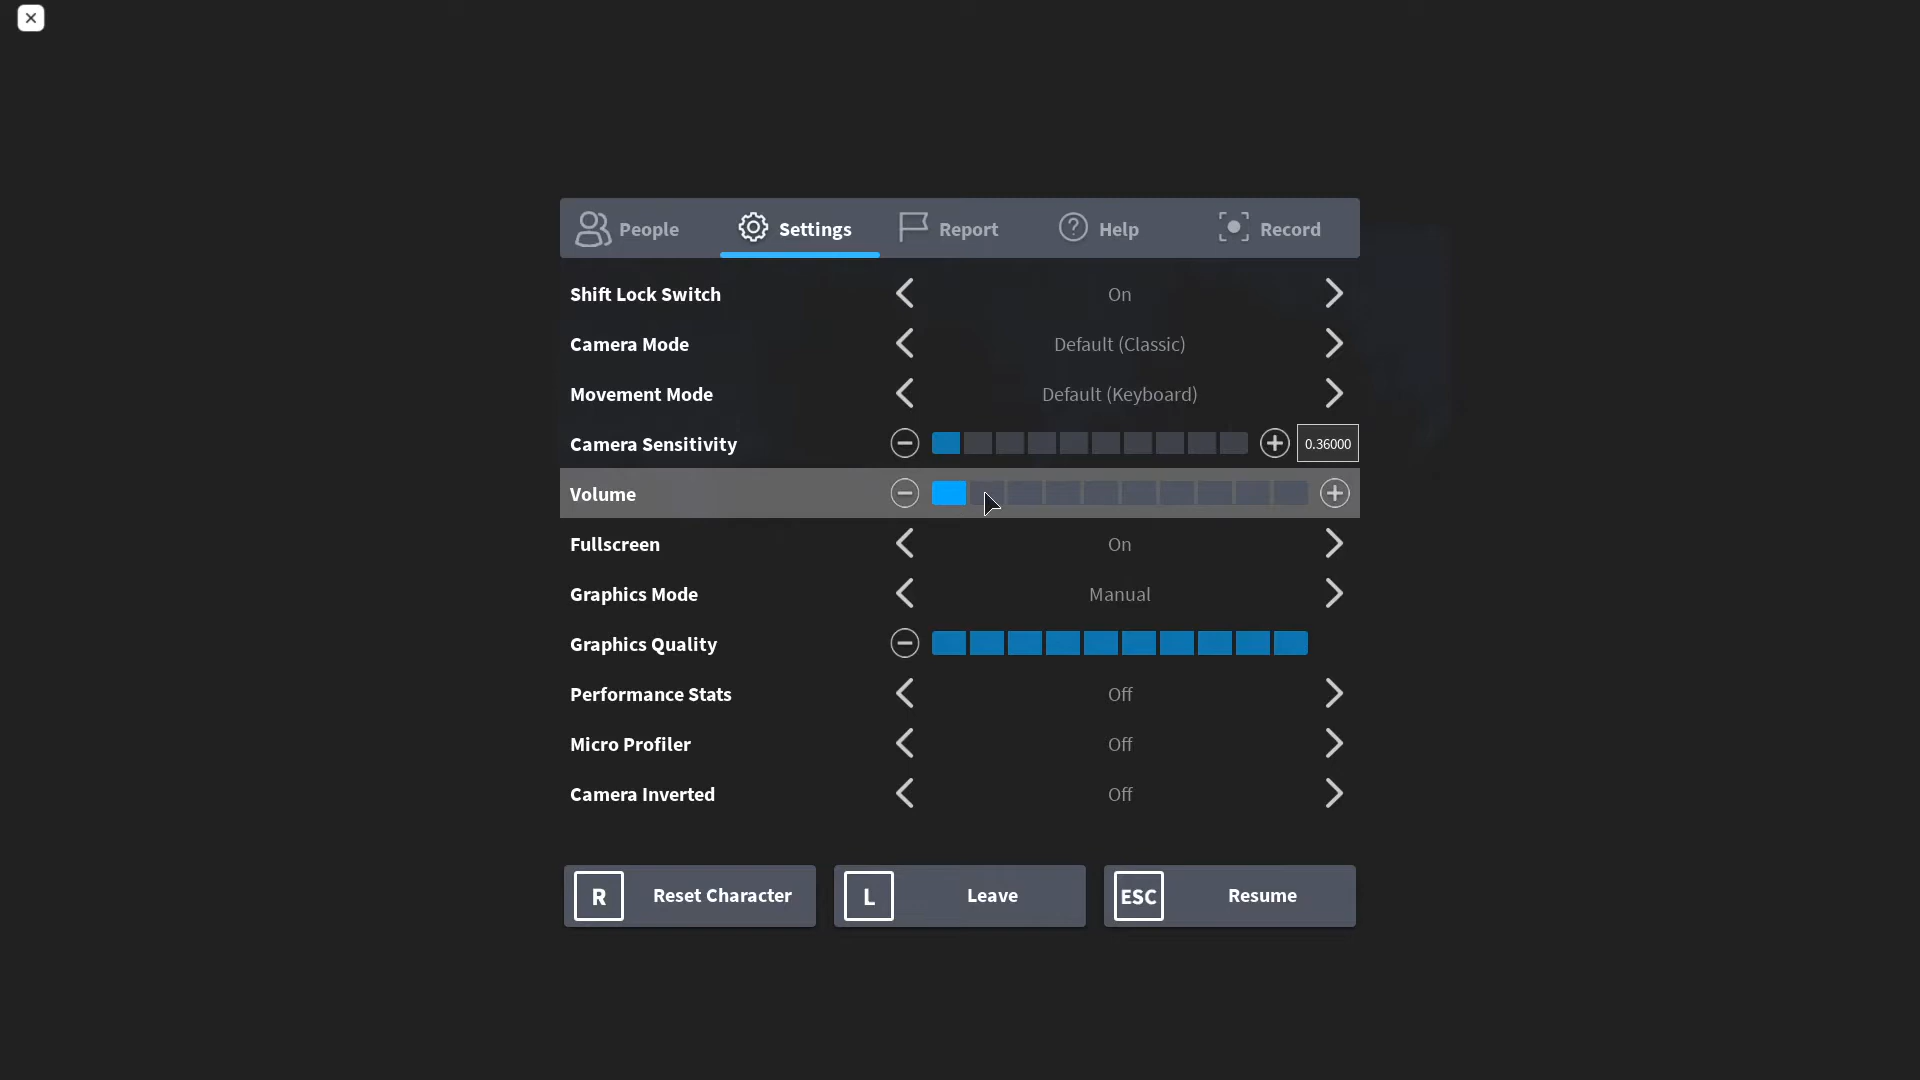 People Settings Report Help Record
Shift Lock Switch On
Camera Mode Default (Classic)
Movement Mode Default (Keyboard)
Camera Sensitivity 0.36000
Volume
Fullscreen On
Graphics Mode Manual
Graphics Quality
Performance Stats Off
Micro Profiler Off
Camera Inverted Off
R Reset Character L Leave ESC Resume